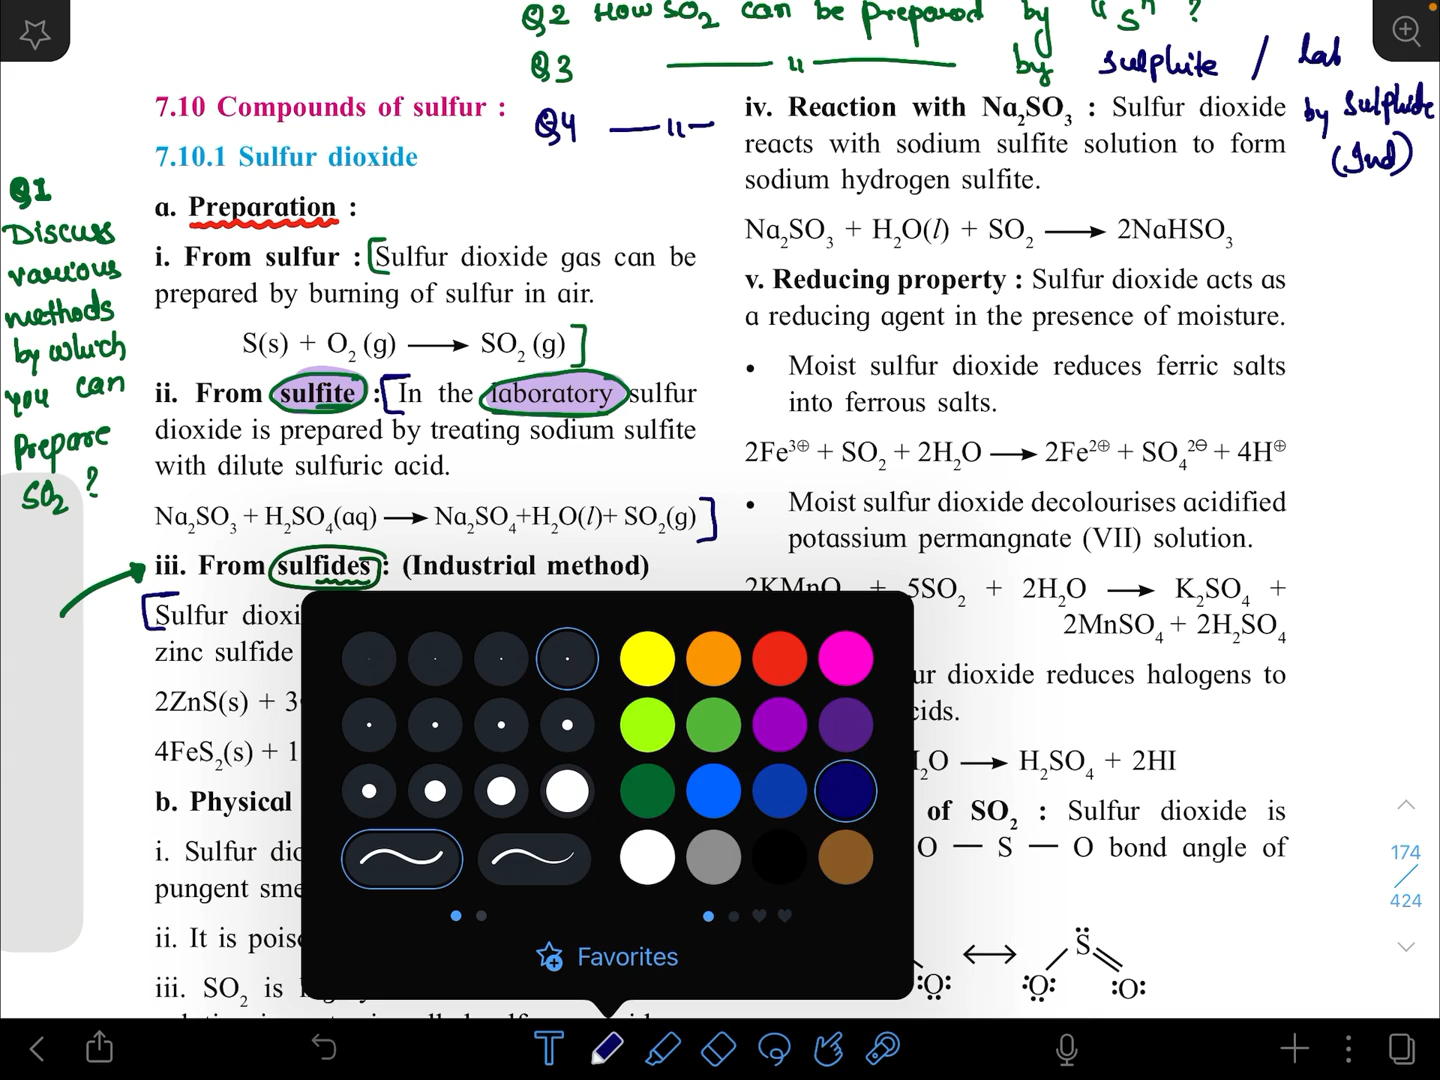 Q2 How SO2 can be prepared by "S" ?
Q3 —— 〃 —— by sulphite / lab
Q4 —— 〃 — by sulphide (Ind)
Q1
Discuss
various
methods
by which
you can
prepare
SO2 ?
7.10 Compounds of sulfur :
7.10.1 Sulfur dioxide
a. Preparation :
i. From sulfur : [Sulfur dioxide gas can be
prepared by burning of sulfur in air.
S(s) + O2 (g) ⟶ SO2 (g)]
ii. From sulfite : [In the laboratory sulfur
dioxide is prepared by treating sodium sulfite
with dilute sulfuric acid.
Na2SO3 + H2SO4(aq) ⟶ Na2SO4+H2O(l)+ SO2(g)]
iii. From sulfides : (Industrial method)
[Sulfur dioxi
zinc sulfide
2ZnS(s) + 3
4FeS2(s) + 1
b. Physical
i. Sulfur dio
pungent sme
ii. It is poiso
iii. SO2 is
iv. Reaction with Na2SO3 : Sulfur dioxide
reacts with sodium sulfite solution to form
sodium hydrogen sulfite.
Na2SO3 + H2O(l) + SO2 ⟶ 2NaHSO3
v. Reducing property : Sulfur dioxide acts as
a reducing agent in the presence of moisture.
• Moist sulfur dioxide reduces ferric salts
into ferrous salts.
2Fe3⊕ + SO2 + 2H2O ⟶ 2Fe2⊕ + SO4 2⊖ + 4H⊕
• Moist sulfur dioxide decolourises acidified
potassium permangnate (VII) solution.
2KMnO + 5SO2 + 2H2O ⟶ K2SO4 +
2MnSO4 + 2H2SO4
ur dioxide reduces halogens to
cids.
2O ⟶ H2SO4 + 2HI
of SO2 : Sulfur dioxide is
O — S — O bond angle of
S
O O O
Favorites
174
424
T